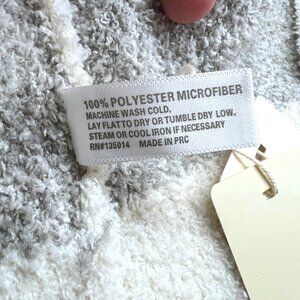 100% POLYESTER MICROFIBER
MACHINE WASH COLD.
LAY FLAT TO DRY OR TUMBLE DRY LOW.
STEAM OR COOL IRON IF NECESSARY
RN#135014 MADE IN PRC